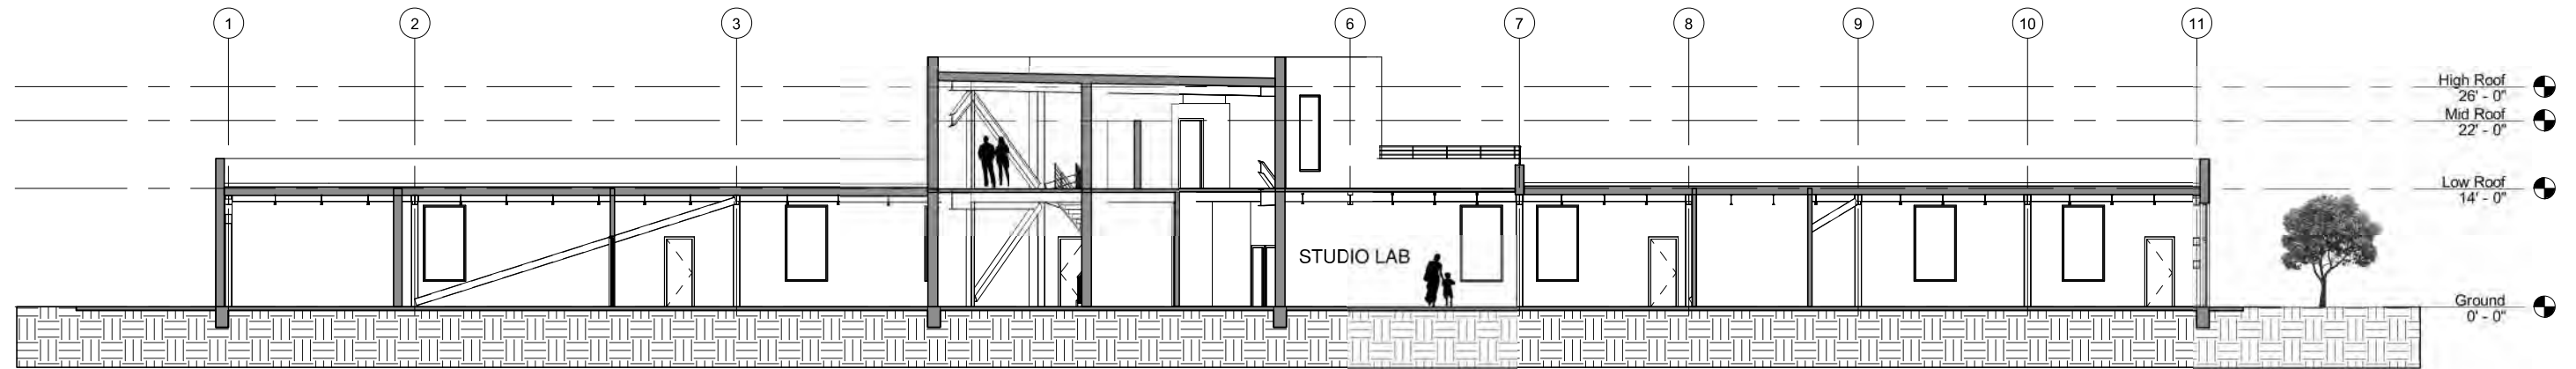 1
2
3
6
7
8
9
10
11
High Roof
26' - 0"
Mid Roof
22' - 0"
Low Roof
14' - 0"
STUDIO LAB
Ground
0' - 0"